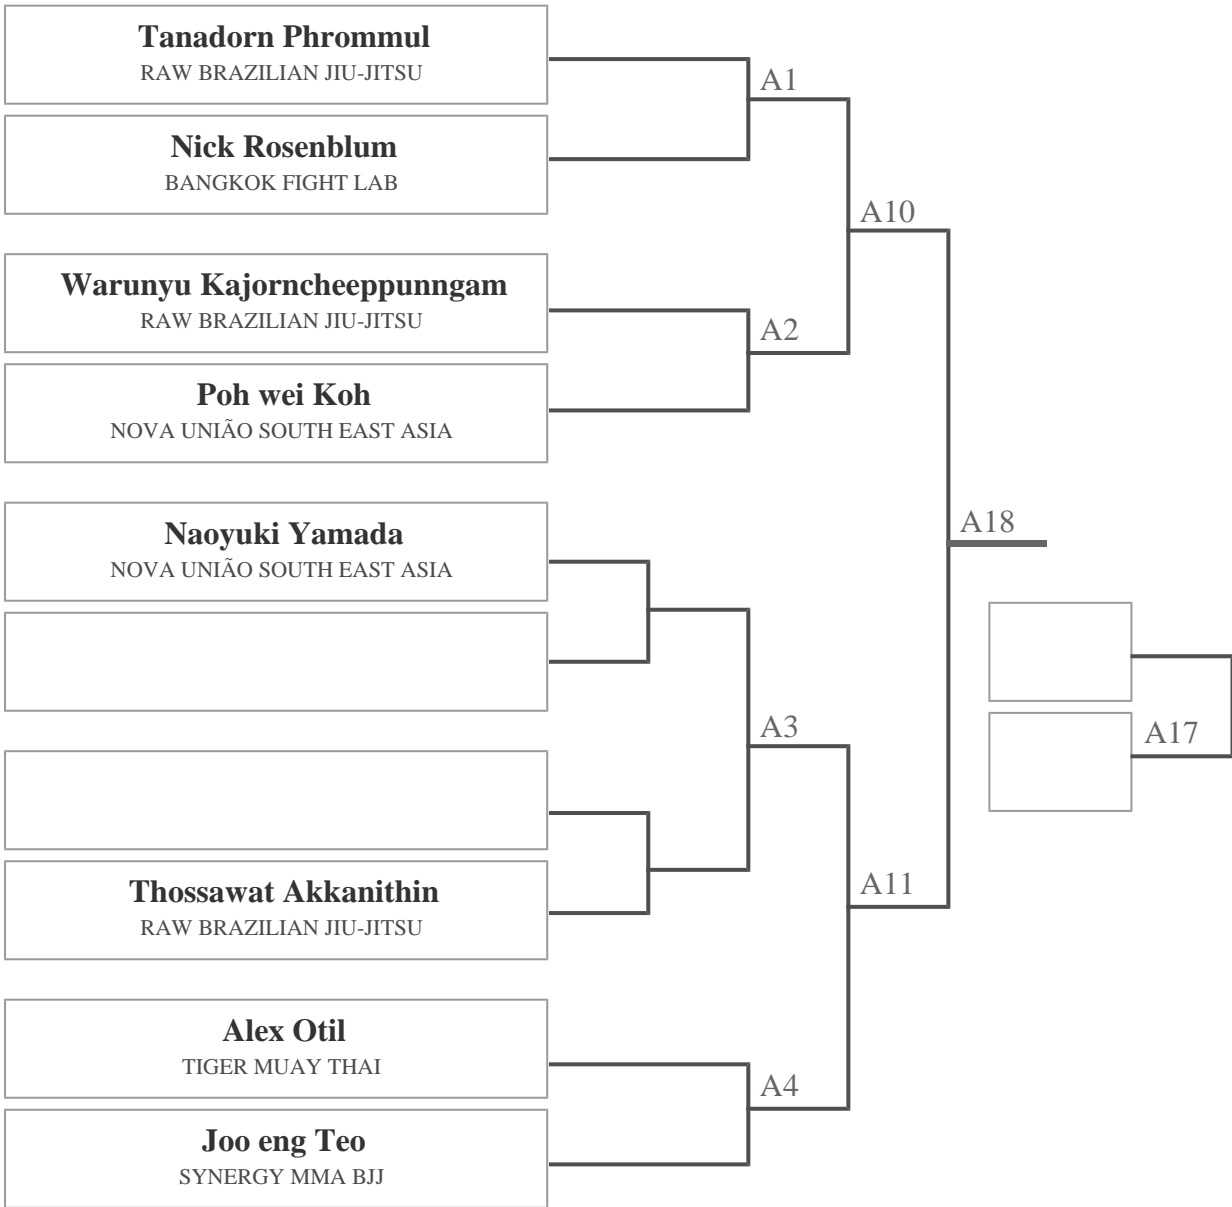 Tanadorn Phrommul
RAW BRAZILIAN JIU-JITSU
A1
Nick Rosenblum
BANGKOK FIGHT LAB
A10
Warunyu Kajorncheeppunngam
RAW BRAZILIAN JIU-JITSU
A2
Poh wei Koh
NOVA UNIÃO SOUTH EAST ASIA
Naoyuki Yamada
NOVA UNIÃO SOUTH EAST ASIA
A18
A3
A17
Thossawat Akkanithin
RAW BRAZILIAN JIU-JITSU
A11
Alex Otil
TIGER MUAY THAI
A4
Joo eng Teo
SYNERGY MMA BJJ